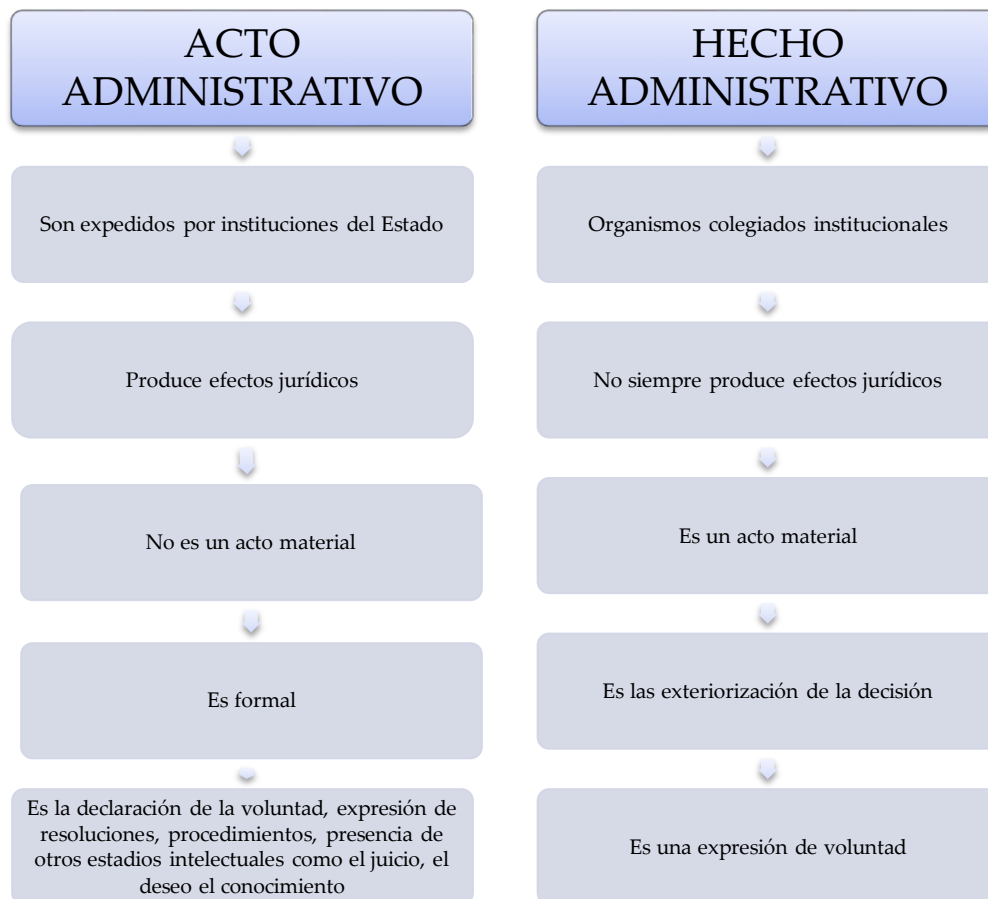 ACTO
ADMINISTRATIVO
Son expedidos por instituciones del Estado
Produce efectos jurídicos
No es un acto material
Es formal
Es la declaración de la voluntad, expresión de
resoluciones, procedimientos, presencia de
otros estadios intelectuales como el juicio, el
deseo el conocimiento
HECHO
ADMINISTRATIVO
Organismos colegiados institucionales
No siempre produce efectos jurídicos
Es un acto material
Es las exteriorización de la decisión
Es una expresión de voluntad